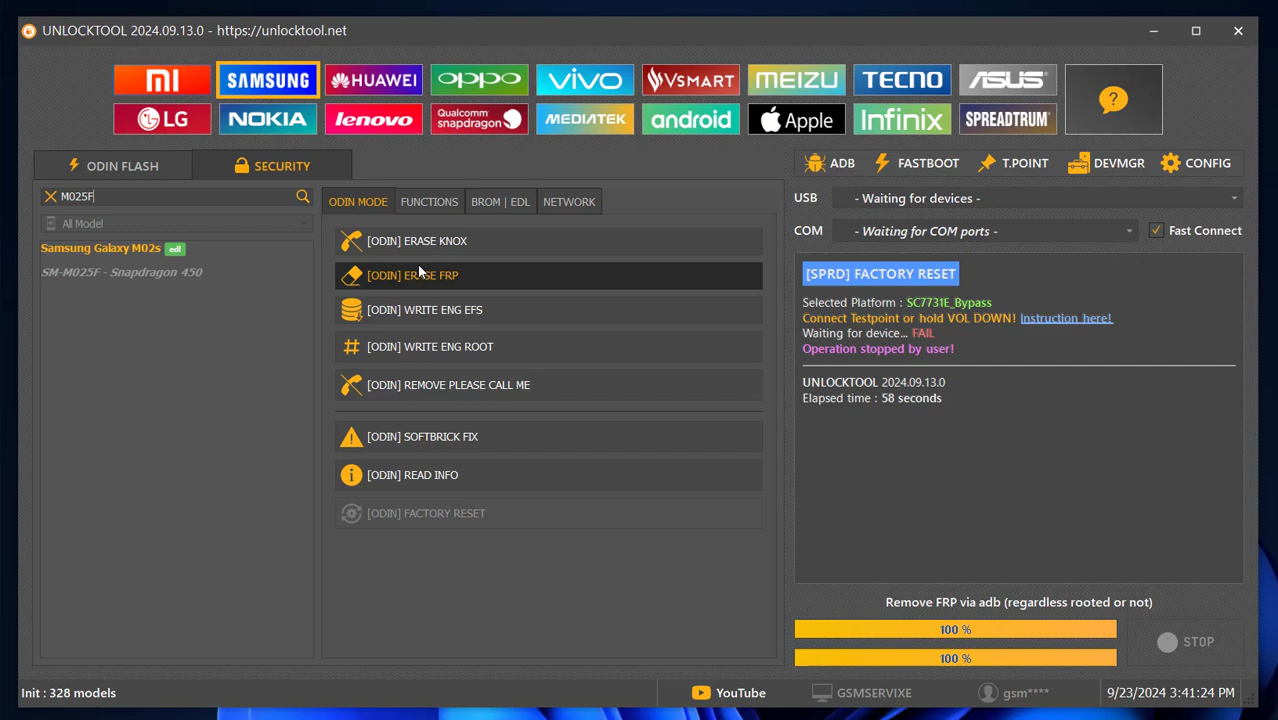 UNLOCKTOOL 2024.09.13.0 - https://unlocktool.net
SAMSUNG HUAWEI oppo vivo VSMART MEIZU TECNO ASUS
LG NOKIA lenovo Qualcomm snapdragon MEDIATEK android Apple Infinix SPREADTRUM ?
ODIN FLASH SECURITY
ADB FASTBOOT T.POINT DEVMGR CONFIG
M025F
All Model
Samsung Galaxy M02s edl
SM-M025F - Snapdragon 450
ODIN MODE FUNCTIONS BROM | EDL NETWORK
[ODIN] ERASE KNOX
[ODIN] ERASE FRP
[ODIN] WRITE ENG EFS
[ODIN] WRITE ENG ROOT
[ODIN] REMOVE PLEASE CALL ME
[ODIN] SOFTBRICK FIX
[ODIN] READ INFO
[ODIN] FACTORY RESET
USB - Waiting for devices -
COM - Waiting for COM ports - Fast Connect
[SPRD] FACTORY RESET
Selected Platform : SC7731E_Bypass
Connect Testpoint or hold VOL DOWN! Instruction here!
Waiting for device... FAIL
Operation stopped by user!
UNLOCKTOOL 2024.09.13.0
Elapsed time : 58 seconds
Remove FRP via adb (regardless rooted or not)
100 %
100 %
STOP
Init : 328 models
YouTube GSMSERVIXE gsm**** 9/23/2024 3:41:24 PM